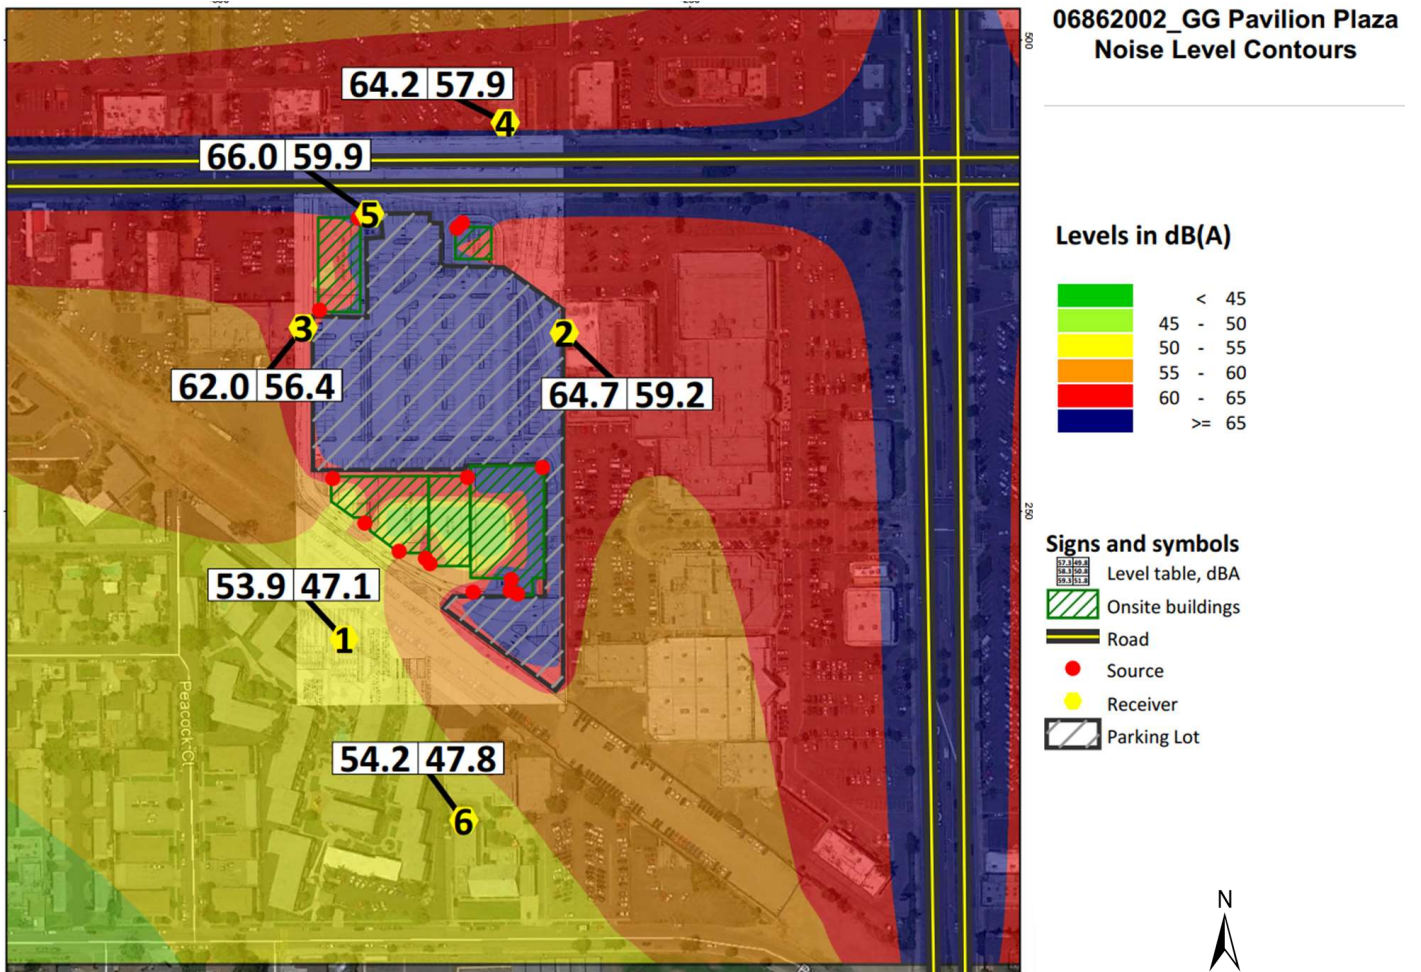 06862002_GG Pavilion Plaza
Noise Level Contours
500
250
64.2 57.9
4
66.0 59.9
5
3
62.0 56.4
2
64.7 59.2
53.9 47.1
1
54.2 47.8
6
Peacock Ct
Levels in dB(A)
< 45
45 - 50
50 - 55
55 - 60
60 - 65
>= 65
Signs and symbols
Level table, dBA
Onsite buildings
Road
Source
Receiver
Parking Lot
N